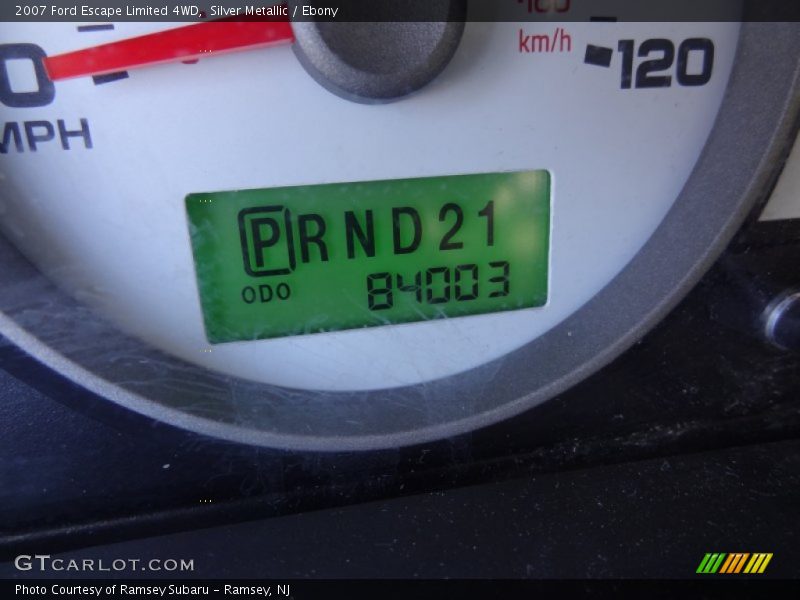 2007 Ford Escape Limited 4WD, Silver Metallic / Ebony
km/h
120
0
MPH
PRND21
ODO 84003
GTCARLOT.COM
Photo Courtesy of Ramsey Subaru - Ramsey, NJ